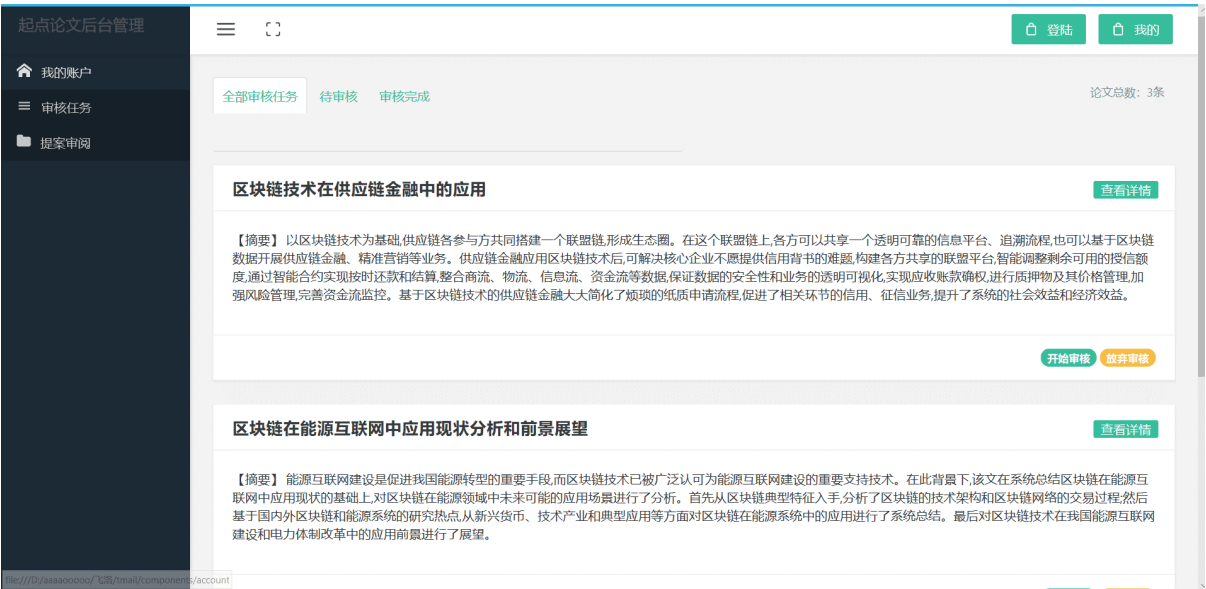 起点论文后台管理
登陆
我的
我的账户
审核任务
提案审阅
全部审核任务 待审核 审核完成
论文总数：3条
区块链技术在供应链金融中的应用
查看详情
【摘要】 以区块链技术为基础,供应链各参与方共同搭建一个联盟链,形成生态圈。在这个联盟链上,各方可以共享一个透明可靠的信息平台、追溯流程,也可以基于区块链
数据开展供应链金融、精准营销等业务。供应链金融应用区块链技术后,可解决核心企业不愿提供信用背书的难题,构建各方共享的联盟平台,智能调整剩余可用的授信额
度,通过智能合约实现按时还款和结算,整合商流、物流、信息流、资金流等数据,保证数据的安全性和业务的透明可视化,实现应收账款确权,进行质押物及其价格管理,加
强风险管理,完善资金流监控。基于区块链技术的供应链金融大大简化了烦琐的纸质申请流程,促进了相关环节的信用、征信业务,提升了系统的社会效益和经济效益。
开始审核 放弃审核
区块链在能源互联网中应用现状分析和前景展望
查看详情
【摘要】 能源互联网建设是促进我国能源转型的重要手段,而区块链技术已被广泛认可为能源互联网建设的重要支持技术。在此背景下,该文在系统总结区块链在能源互
联网中应用现状的基础上,对区块链在能源领域中未来可能的应用场景进行了分析。首先从区块链典型特征入手,分析了区块链的技术架构和区块链网络的交易过程;然后
基于国内外区块链和能源系统的研究热点,从新兴货币、技术产业和典型应用等方面对区块链在能源系统中的应用进行了系统总结。最后对区块链技术在我国能源互联网
建设和电力体制改革中的应用前景进行了展望。
/tmail/components/account